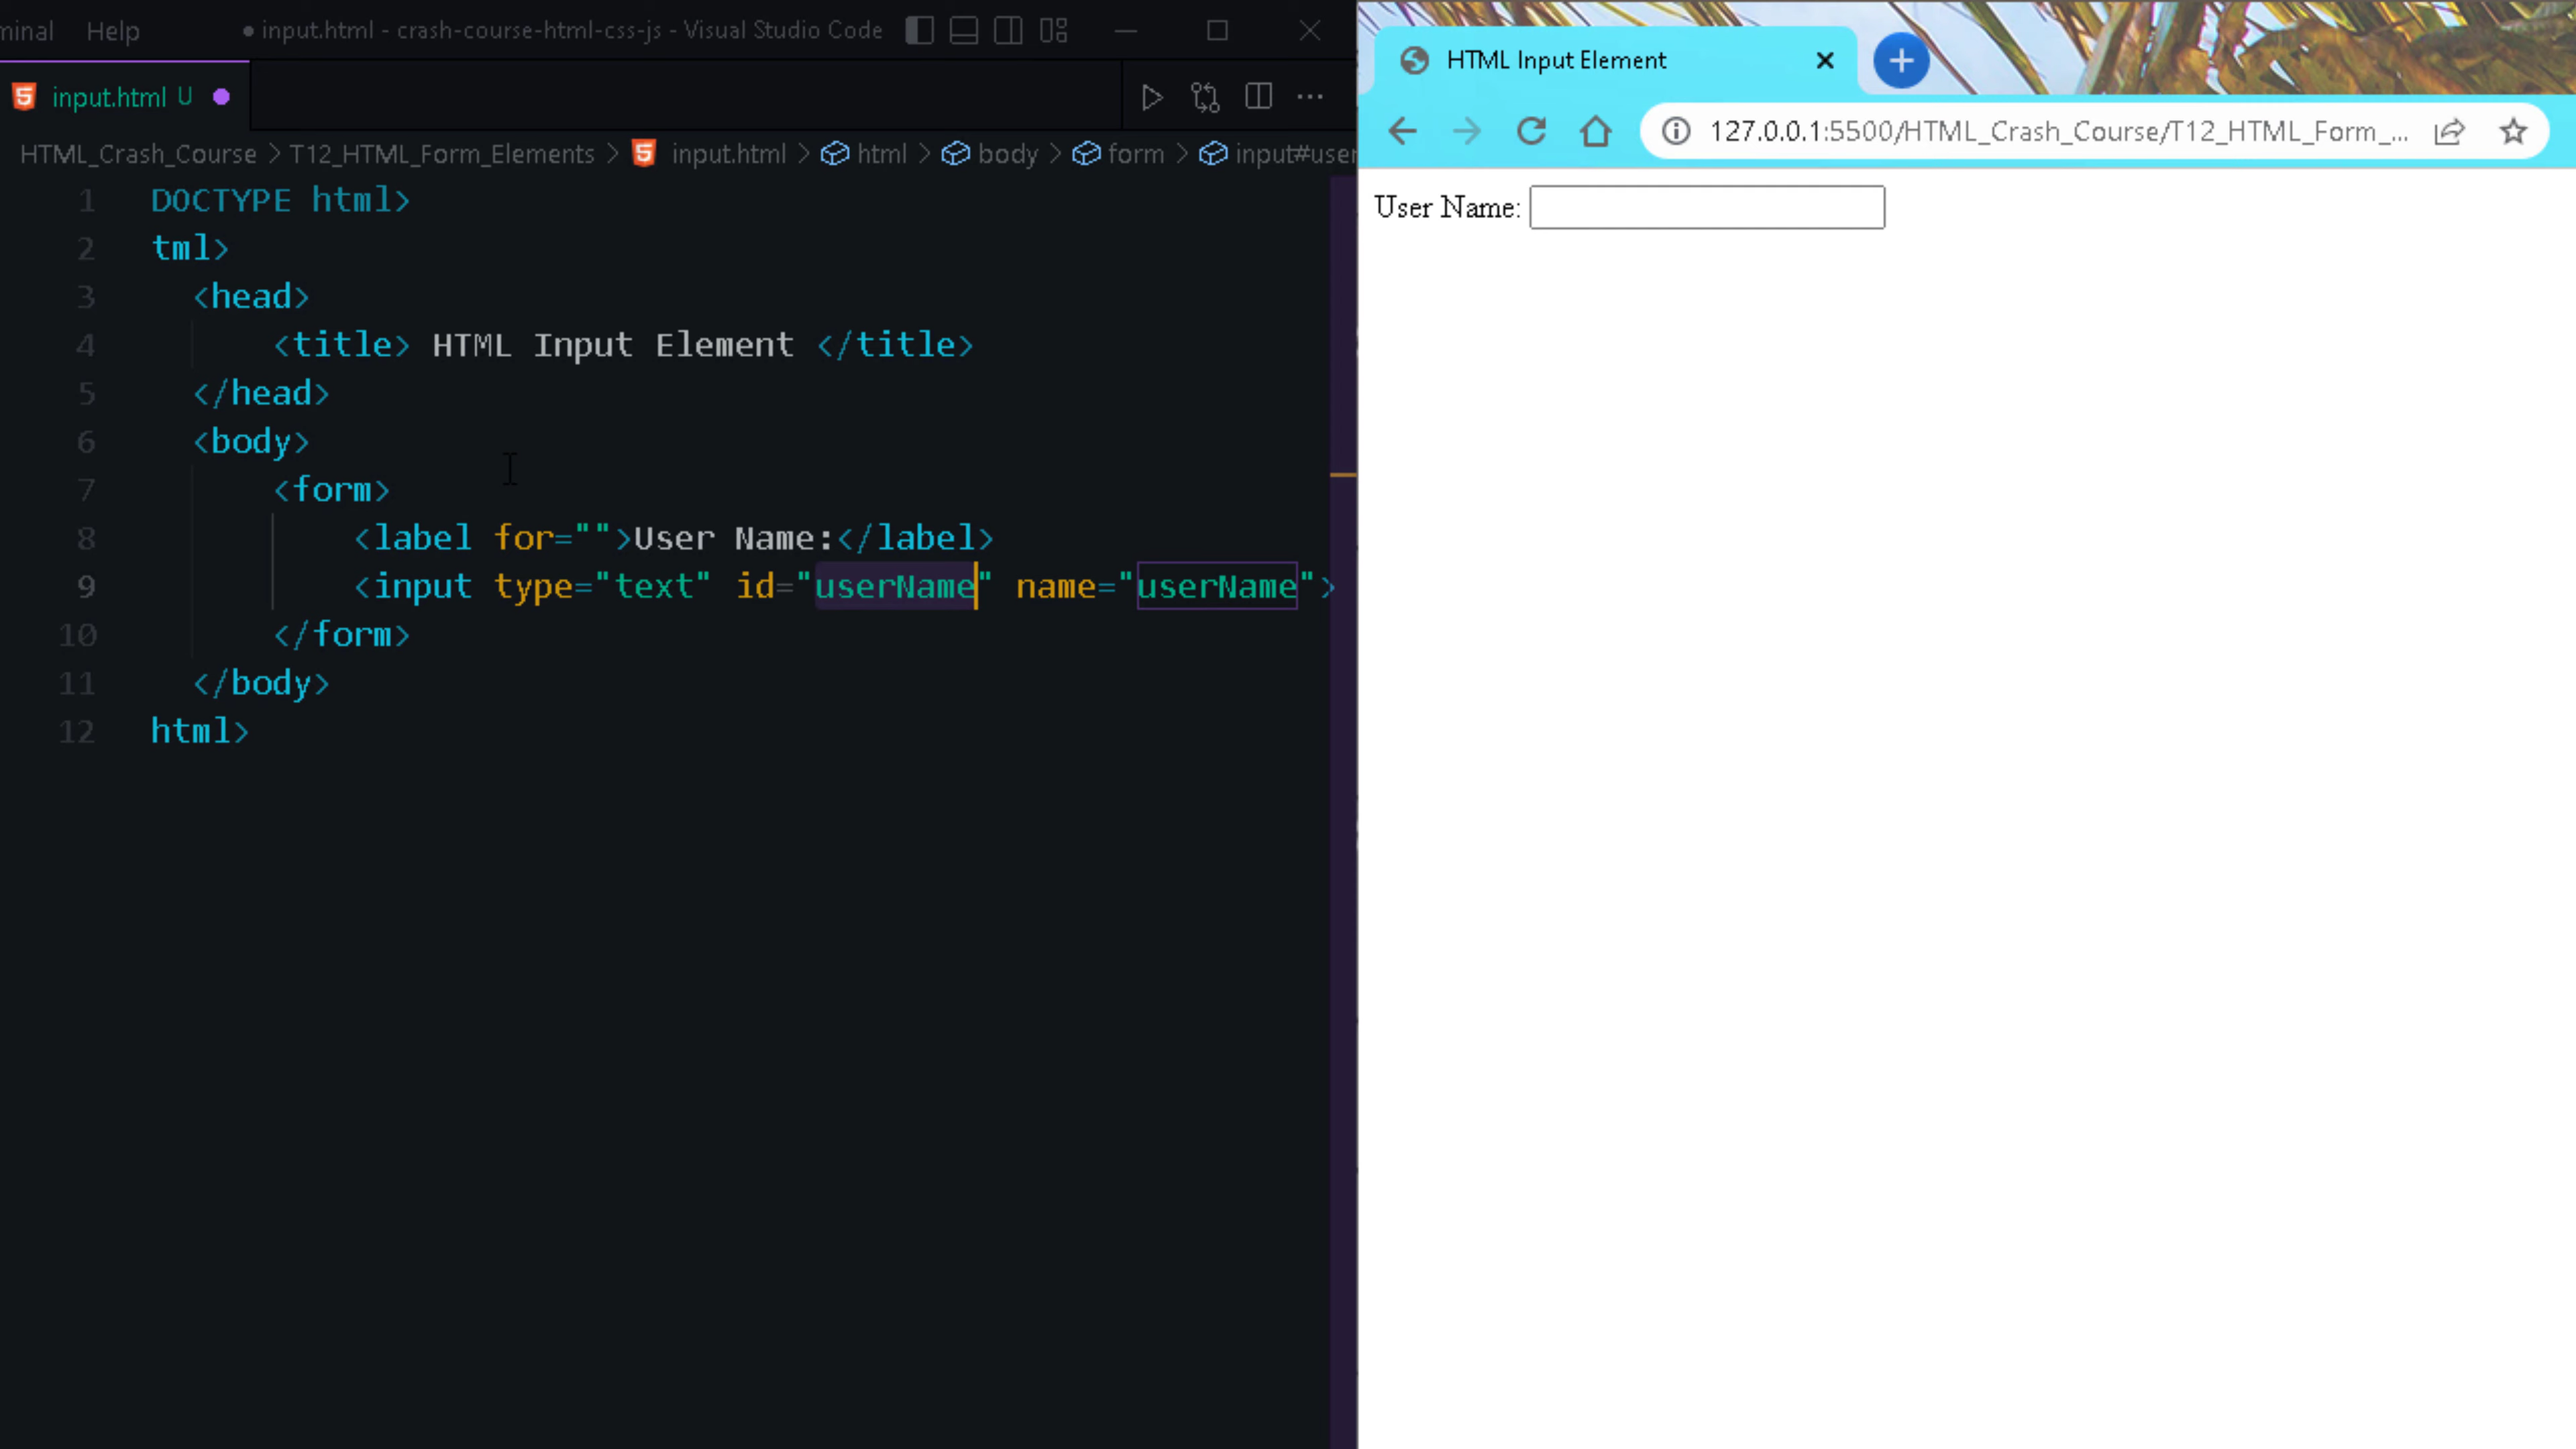 minal Help ● input.html - crash-course-html-css-js - Visual Studio Code
input.html U
HTML_Crash_Course > T12_HTML_Form_Elements > input.html > html > body > form > input#user
1 DOCTYPE html>
2 tml>
3 <head>
4 <title> HTML Input Element </title>
5 </head>
6 <body>
7 <form>
8 <label for="">User Name:</label>
9 <input type="text" id="userName" name="userName">
10 </form>
11 </body>
12 html>
HTML Input Element
127.0.0.1:5500/HTML_Crash_Course/T12_HTML_Form_...
User Name: